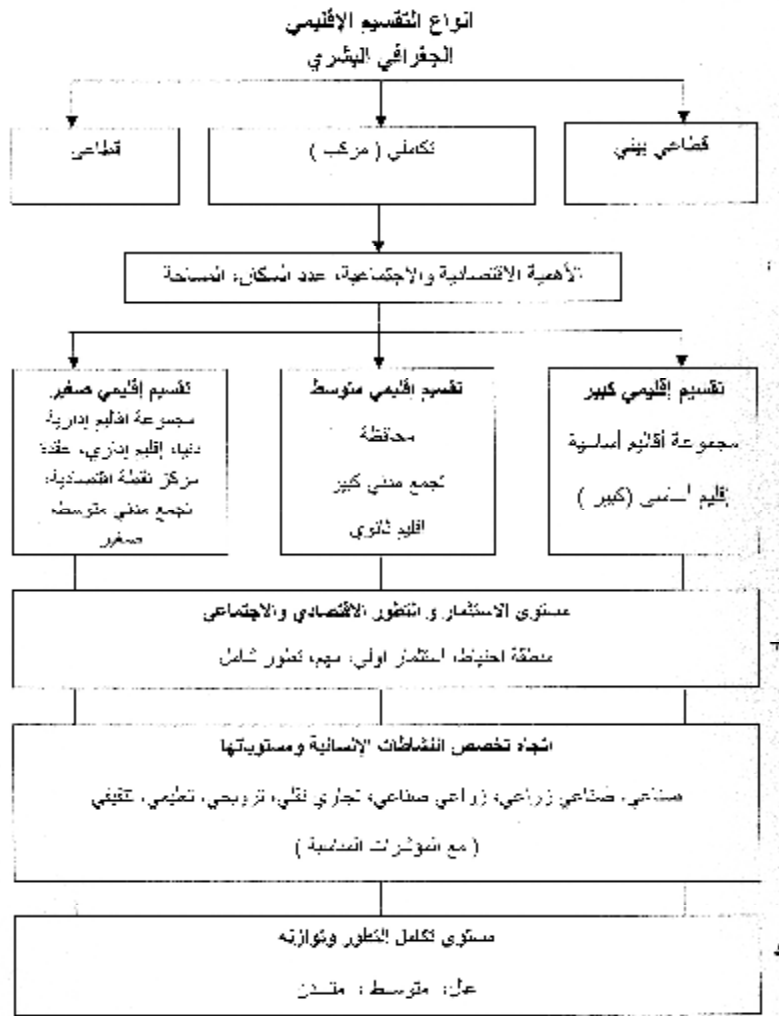 انواع التقسيم الإقليمي
الجغرافي البشري
قطاعي بيني
تكاملي ( مركب )
قطاعي
الأهمية الاقتصادية والاجتماعية، عدد السكان، المساحة
تقسيم إقليمي كبير
مجموعة أقاليم أساسية
إقليم أساسي (كبير )
تقسيم إقليمي متوسط
محافظة
تجمع مدني كبير
اقليم ثانوي
تقسيم إقليمي صغير
مجموعة اقاليم إدارية
دنيا، إقليم إداري، عقدة
مركز نقطة اقتصادية،
تجمع مدني متوسط،
صغير
مستوى الاستثمار و التطور الاقتصادي والاجتماعي
منطقة احتياط، استثمار اولي، مهم، تطور شامل
اتجاه تخصص النشاطات الإنسانية ومستوياتها
صناعي، صناعي زراعي، زراعي صناعي، تجاري نقلي، ترويحي، تعليمي، تثقيفي
( مع المؤشرات المناسبة )
مستوى تكامل التطور وتوازنه
عال، متوسط ، متدن